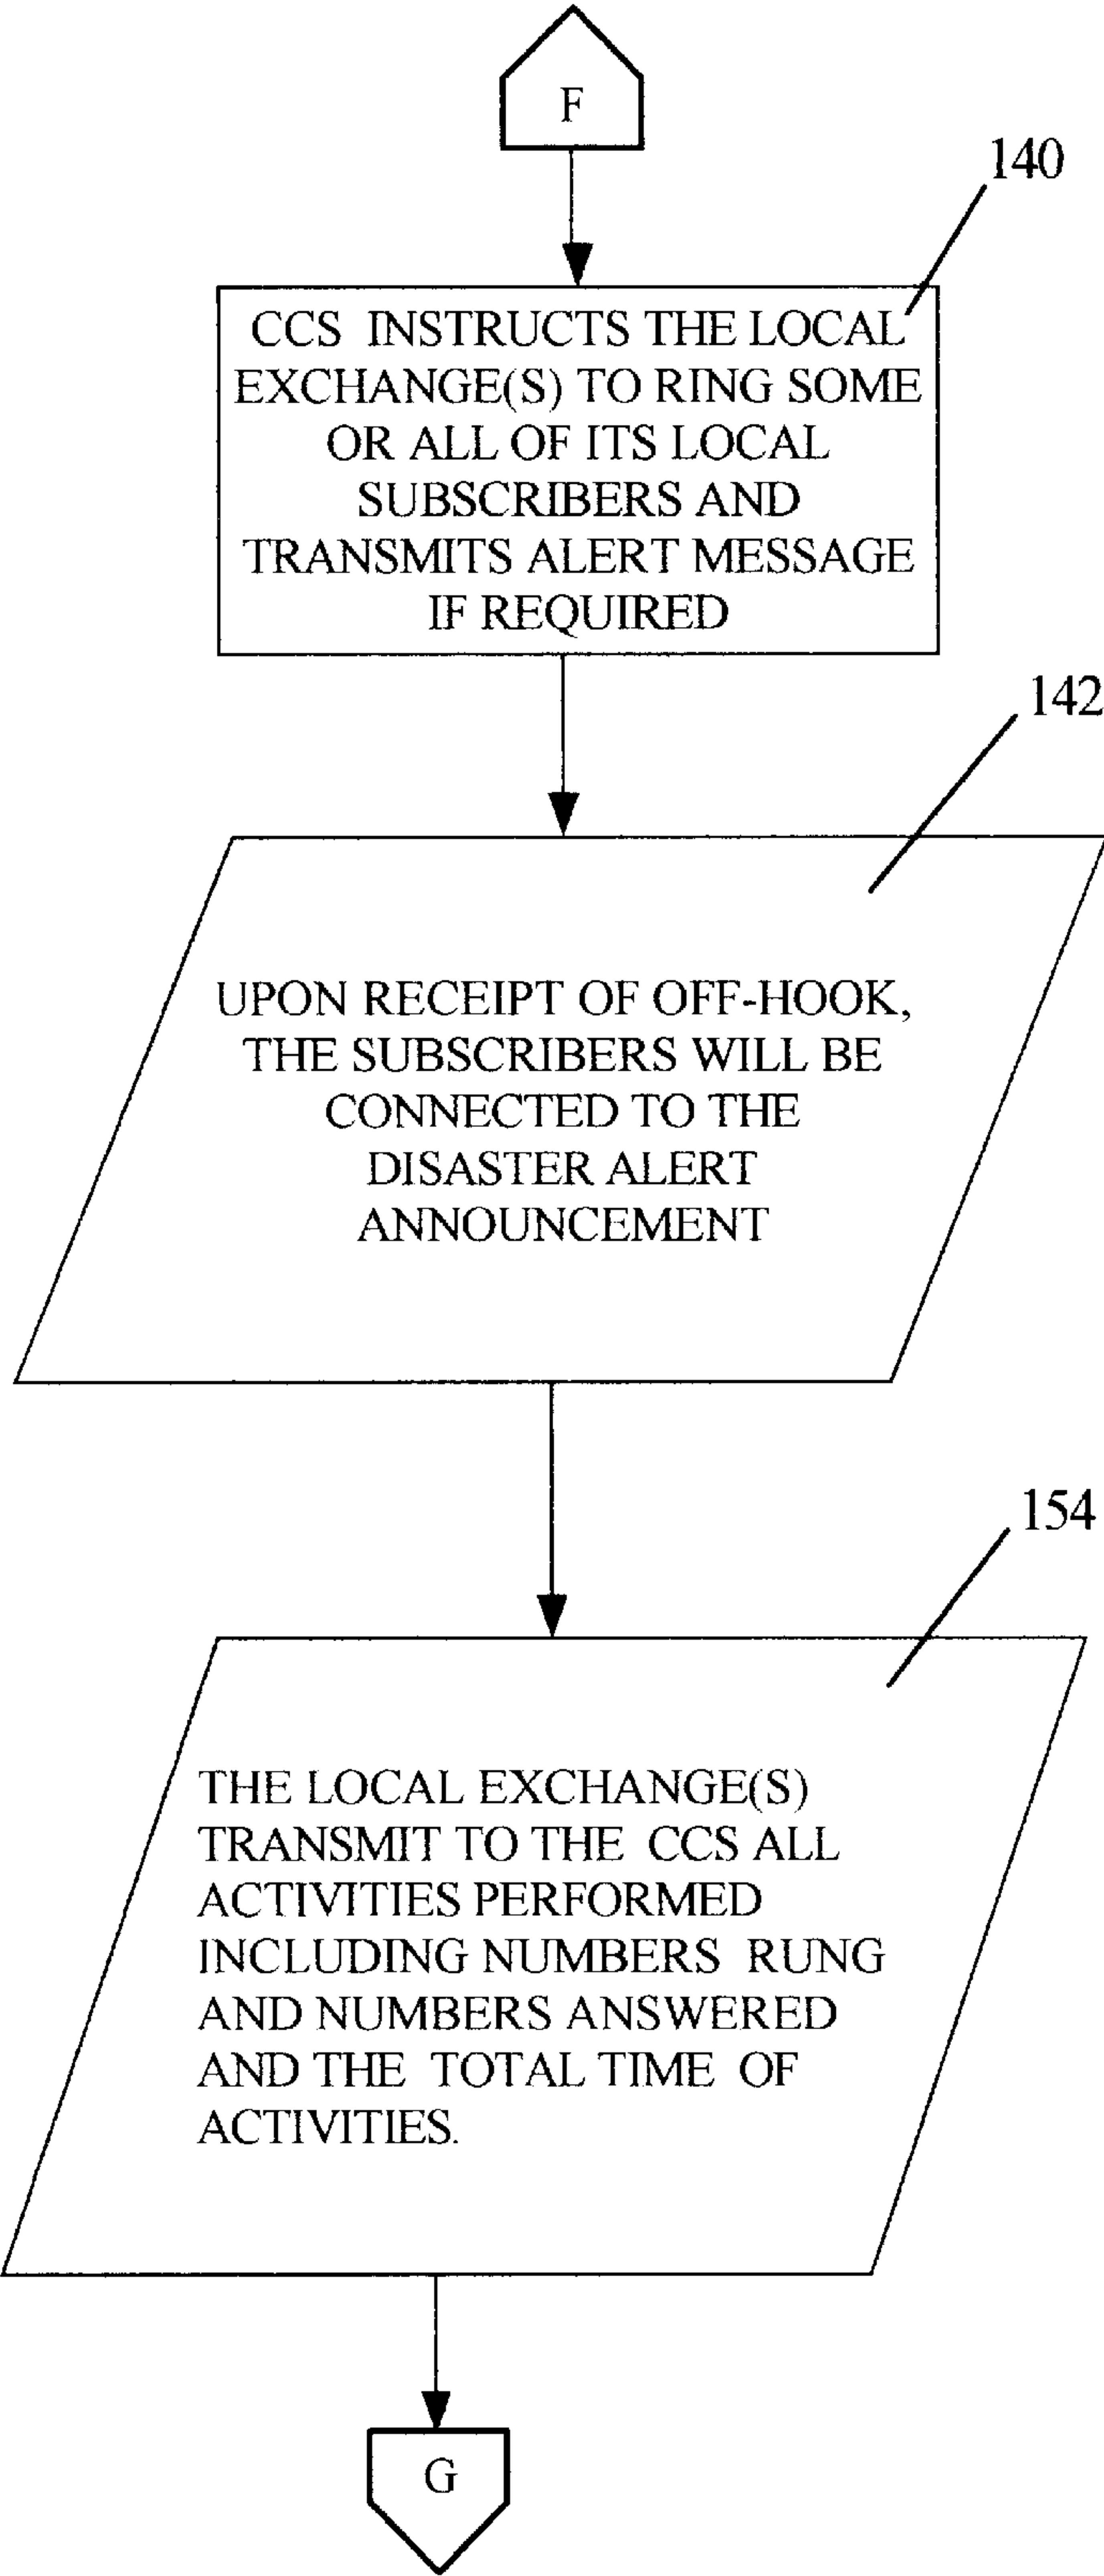 F
140
CCS INSTRUCTS THE LOCAL
EXCHANGE(S) TO RING SOME
OR ALL OF ITS LOCAL
SUBSCRIBERS AND
TRANSMITS ALERT MESSAGE
IF REQUIRED
142
UPON RECEIPT OF OFF-HOOK,
THE SUBSCRIBERS WILL BE
CONNECTED TO THE
DISASTER ALERT
ANNOUNCEMENT
154
THE LOCAL EXCHANGE(S)
TRANSMIT TO THE CCS ALL
ACTIVITIES PERFORMED
INCLUDING NUMBERS RUNG
AND NUMBERS ANSWERED
AND THE TOTAL TIME OF
ACTIVITIES.
G